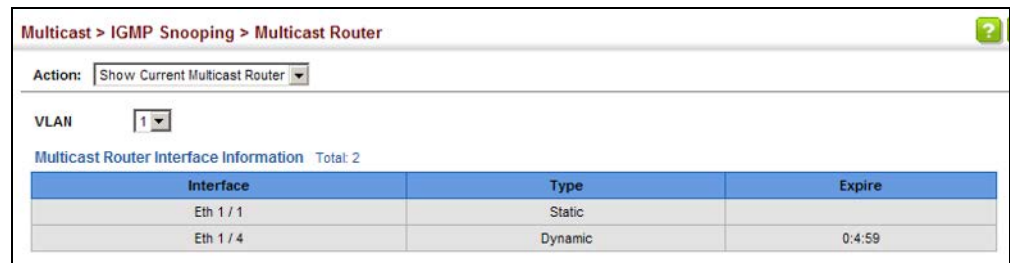 Multicast > IGMP Snooping > Multicast Router
?
Action: Show Current Multicast Router
VLAN 1
Multicast Router Interface Information Total: 2
Interface Type Expire
Eth 1 / 1 Static
Eth 1 / 4 Dynamic 0:4:59